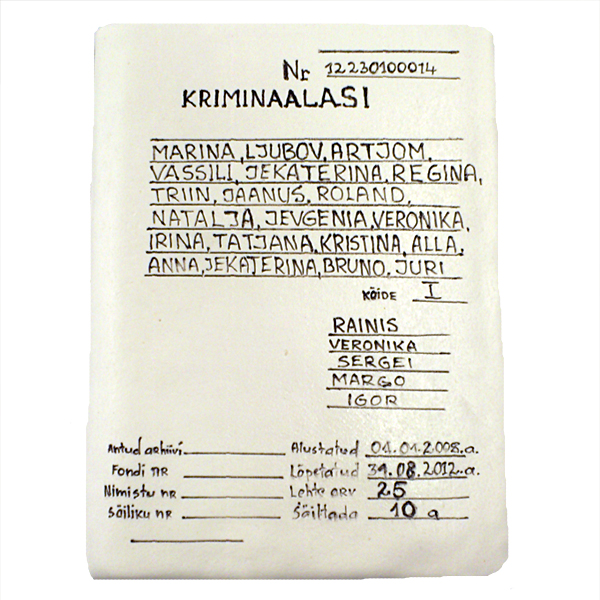 Nr 12230100014
KRIMINAALASI
MARINA, LJUBOV, ARTJOM,
VASSILI, JEKATERINA, REGINA,
TRIIN, JAANUS, ROLAND,
NATALJA, JEVGENIA, VERONIKA,
IRINA, TATJANA, KRISTINA, ALLA,
ANNA, JEKATERINA, BRUNO, JURI
KÖIDE I
RAINIS
VERONIKA
SERGEI
MARGO
IGOR
Antud arhiivi Alustatud 01.01.2008.a.
Fondi nr Lõpetatud 31.08.2012.a.
Nimistu nr Lehte arv 25
Säiliku nr Säilitada 10 a